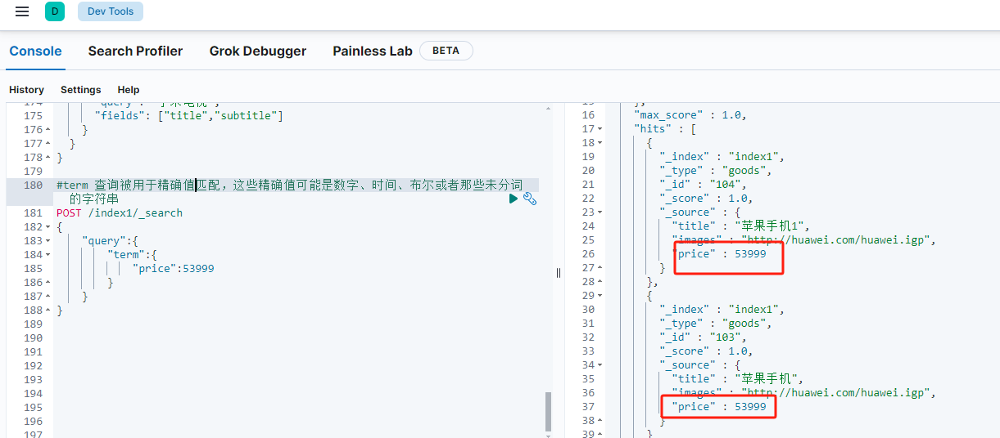 D Dev Tools
Console Search Profiler Grok Debugger Painless Lab BETA
History Settings Help
175 "fields": ["title","subtitle"]
176 }
177 }
178 }
179
180 #term 查询被用于精确值匹配，这些精确值可能是数字、时间、布尔或者那些未分词
的字符串
181 POST /index1/_search
182 {
183 "query":{
184 "term":{
185 "price":53999
186 }
187 }
188 }
189
190
191
192
193
194
195
196
197
16 "max_score" : 1.0,
17 "hits" : [
18 {
19 "_index" : "index1",
20 "_type" : "goods",
21 "_id" : "104",
22 "_score" : 1.0,
23 "_source" : {
24 "title" : "苹果手机1",
25 "images" : "http://huawei.com/huawei.igp",
26 "price" : 53999
27 }
28 },
29 {
30 "_index" : "index1",
31 "_type" : "goods",
32 "_id" : "103",
33 "_score" : 1.0,
34 "_source" : {
35 "title" : "苹果手机",
36 "images" : "http://huawei.com/huawei.igp",
37 "price" : 53999
38 }
39 }